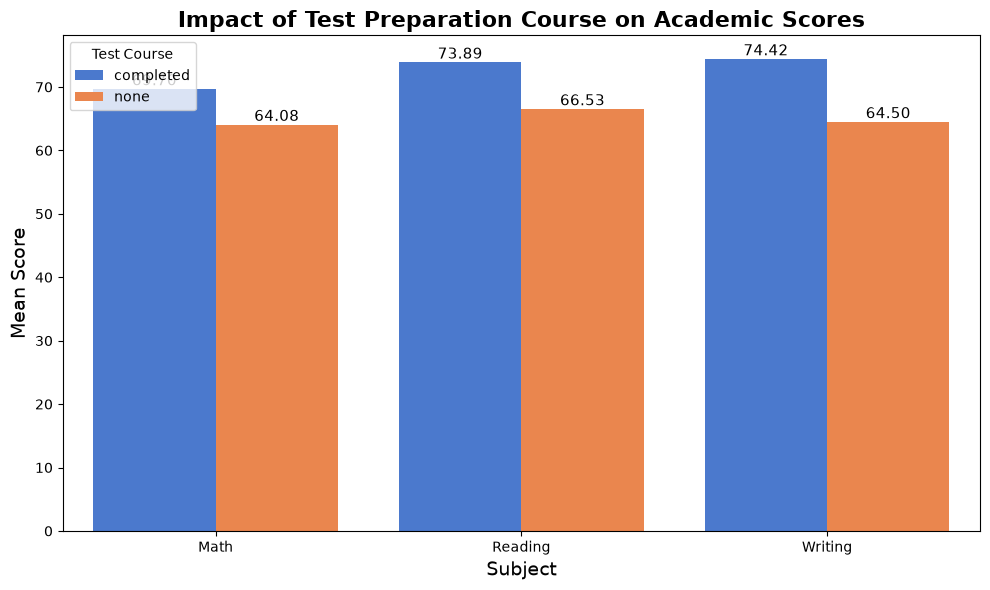 Impact of Test Preparation Course on Academic Scores
Test Course
completed
none
73.89
74.42
64.08
66.53
64.50
Mean Score
70
60
50
40
30
20
10
0
Math
Reading
Writing
Subject